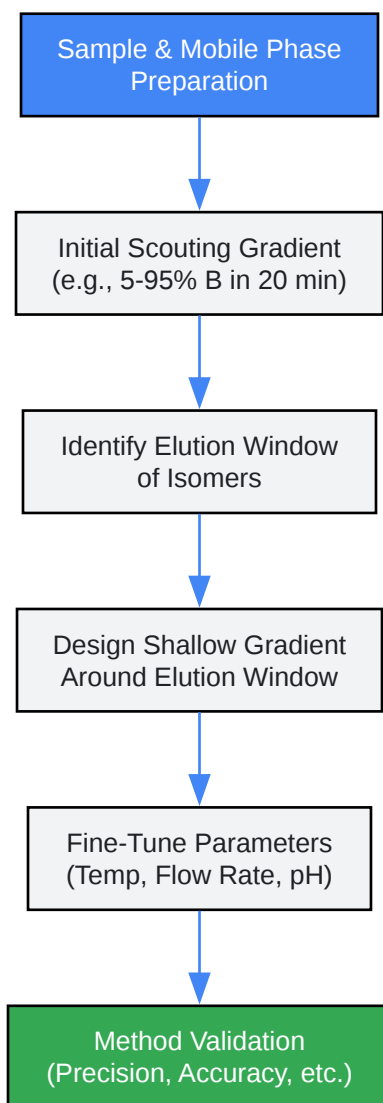 Sample & Mobile Phase
Preparation
Initial Scouting Gradient
(e.g., 5-95% B in 20 min)
Identify Elution Window
of Isomers
Design Shallow Gradient
Around Elution Window
Fine-Tune Parameters
(Temp, Flow Rate, pH)
Method Validation
(Precision, Accuracy, etc.)